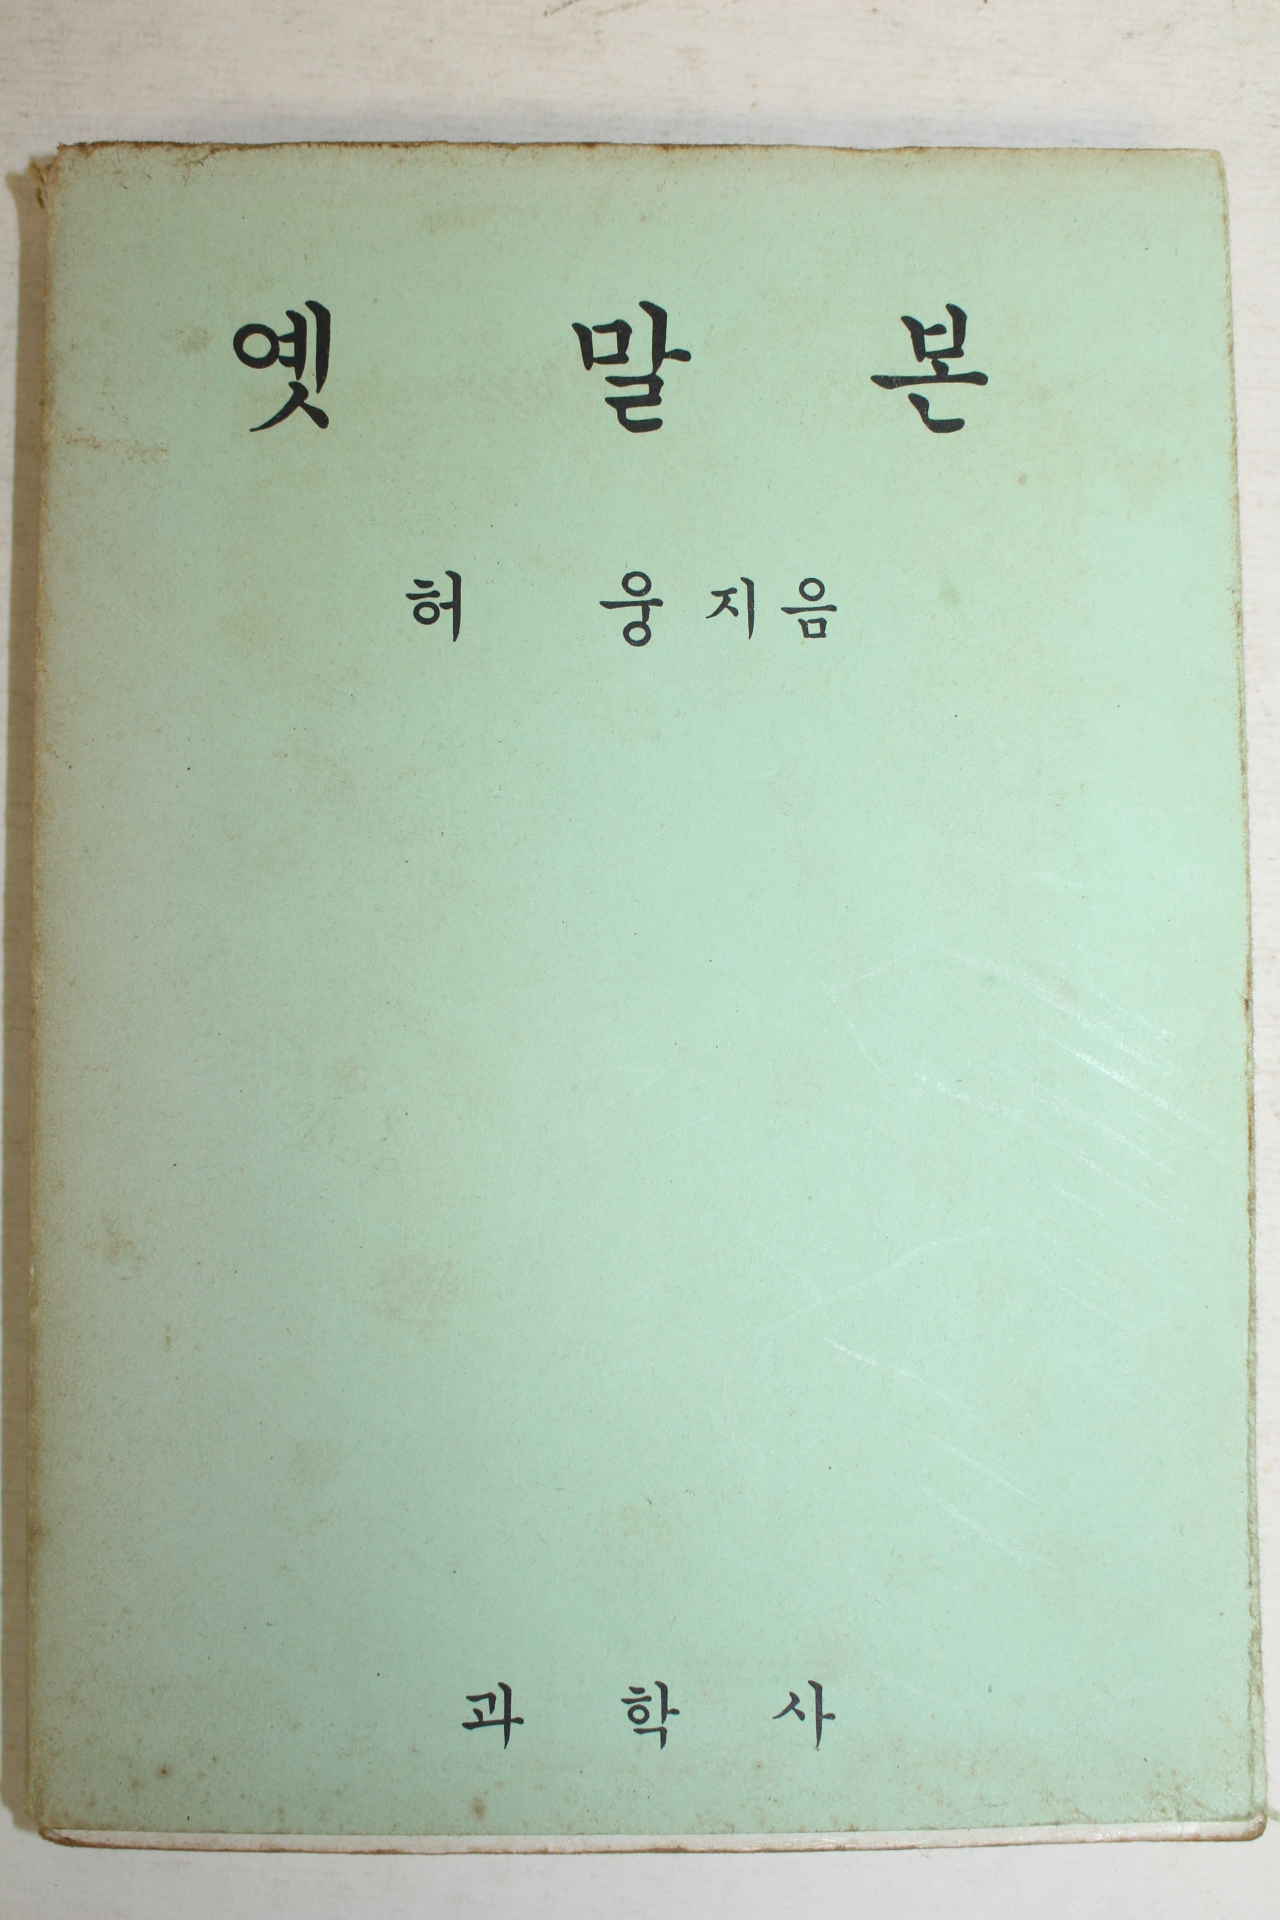 옛 말 본
허 웅 지음
과 학 사